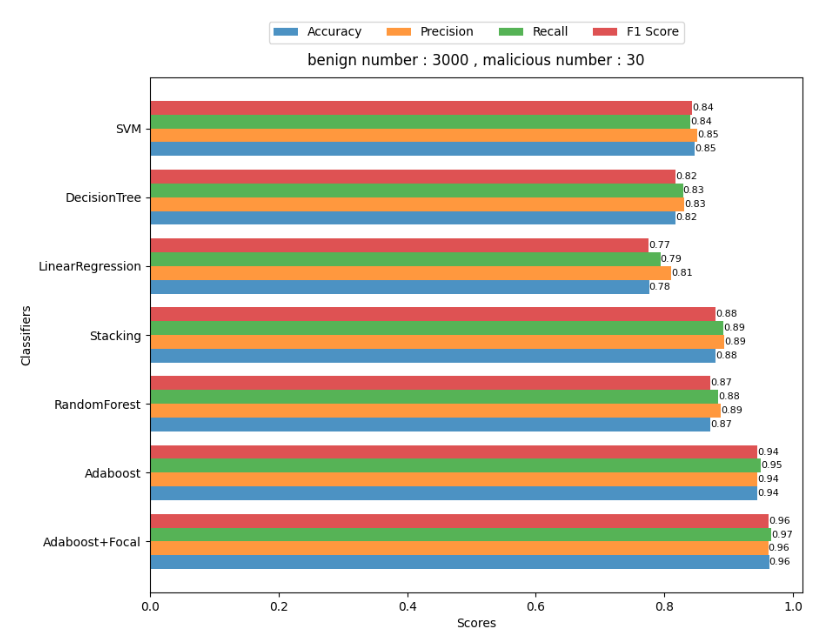 Accuracy Precision Recall F1 Score
benign number : 3000 , malicious number : 30
Classifiers
SVM
0.84
0.84
0.85
0.85
DecisionTree
0.82
0.83
0.83
0.82
LinearRegression
0.77
0.79
0.81
0.78
Stacking
0.88
0.89
0.89
0.88
RandomForest
0.87
0.88
0.89
0.87
Adaboost
0.94
0.95
0.94
0.94
Adaboost+Focal
0.96
0.97
0.96
0.96
0.0 0.2 0.4 0.6 0.8 1.0
Scores